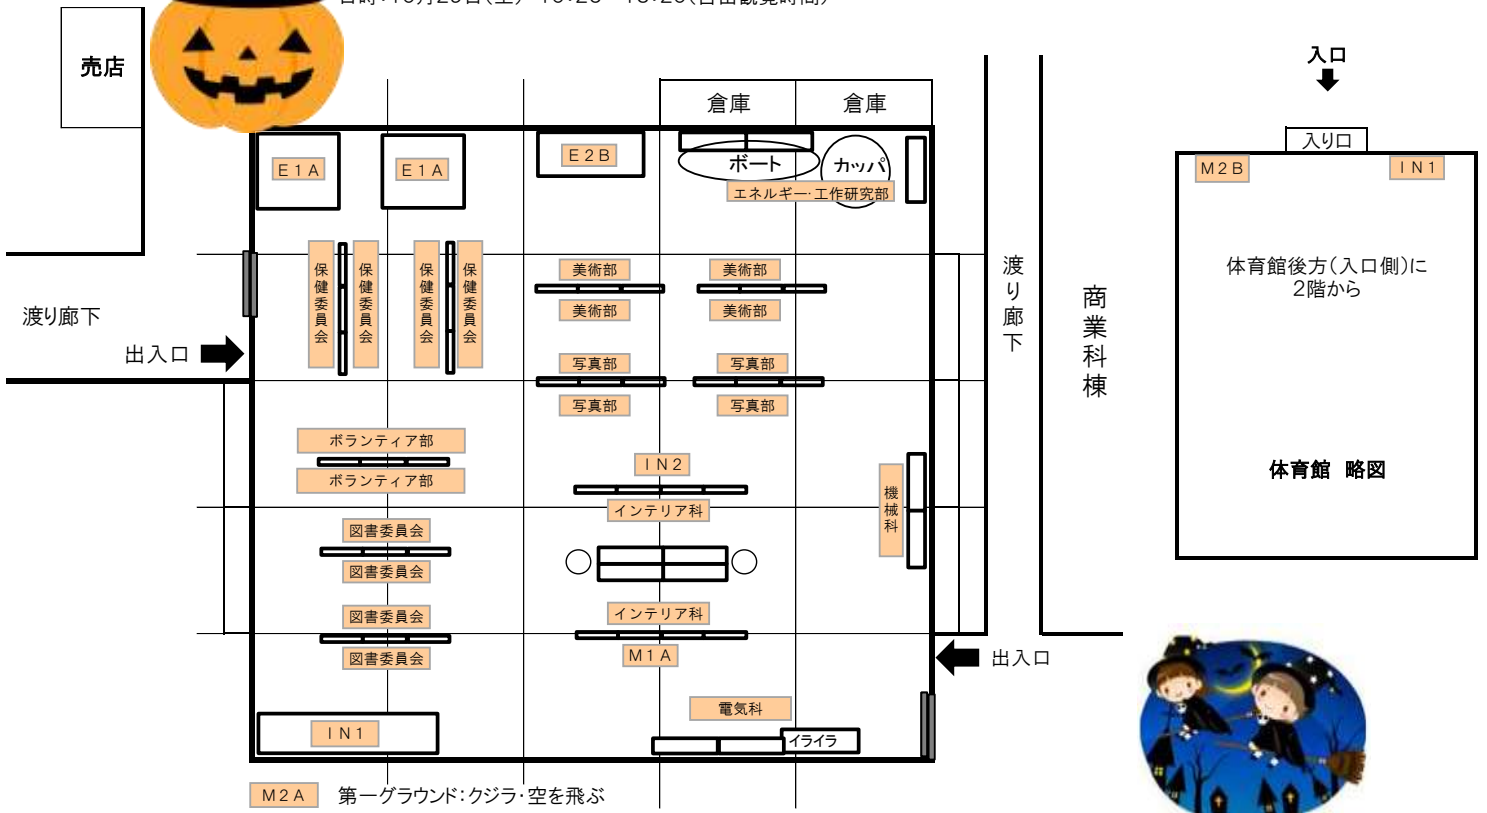 売店
入口
倉庫
倉庫
入り口
E1A
E1A
E2B
ボート
カッパ
エネルギー・工作研究部
M2B
IN1
保健委員会
保健委員会
保健委員会
保健委員会
美術部
美術部
美術部
美術部
渡り廊下
出入口
渡り廊下
商業科棟
体育館後方(入口側)に
2階から
写真部
写真部
写真部
写真部
ボランティア部
ボランティア部
IN2
インテリア科
機械科
体育館 略図
図書委員会
図書委員会
図書委員会
図書委員会
インテリア科
M1A
出入口
電気科
イライラ
IN1
M2A 第一グラウンド:クジラ・空を飛ぶ